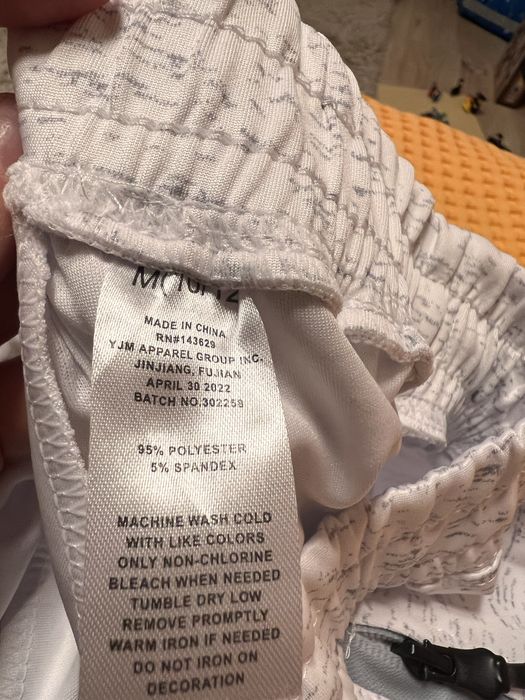 MADE IN CHINA
RN#143629
YJM APPAREL GROUP INC.
JINJIANG, FUJIAN
APRIL 30 2022
BATCH NO.302259
95% POLYESTER
5% SPANDEX
MACHINE WASH COLD
WITH LIKE COLORS
ONLY NON-CHLORINE
BLEACH WHEN NEEDED
TUMBLE DRY LOW
REMOVE PROMPTLY
WARM IRON IF NEEDED
DO NOT IRON ON
DECORATION